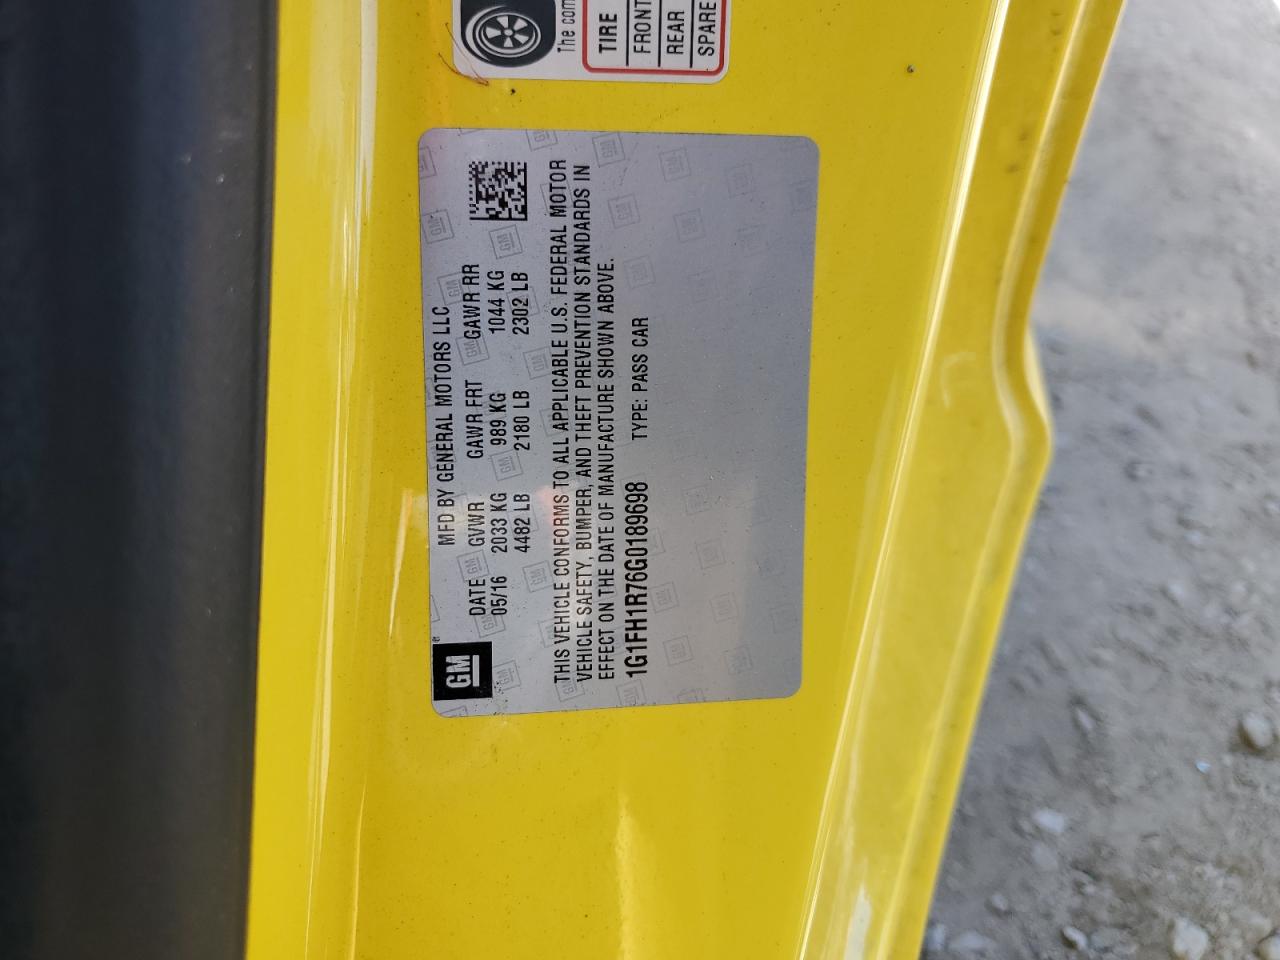 GM
MFD BY GENERAL MOTORS LLC
DATE GVWR GAWR FRT GAWR RR
05/16 2033 KG 989 KG 1044 KG
4482 LB 2180 LB 2302 LB
THIS VEHICLE CONFORMS TO ALL APPLICABLE U.S. FEDERAL MOTOR
VEHICLE SAFETY, BUMPER, AND THEFT PREVENTION STANDARDS IN
EFFECT ON THE DATE OF MANUFACTURE SHOWN ABOVE.
1G1FH1R76G0189698 TYPE: PASS CAR
The com
TIRE
FRONT
REAR
SPARE